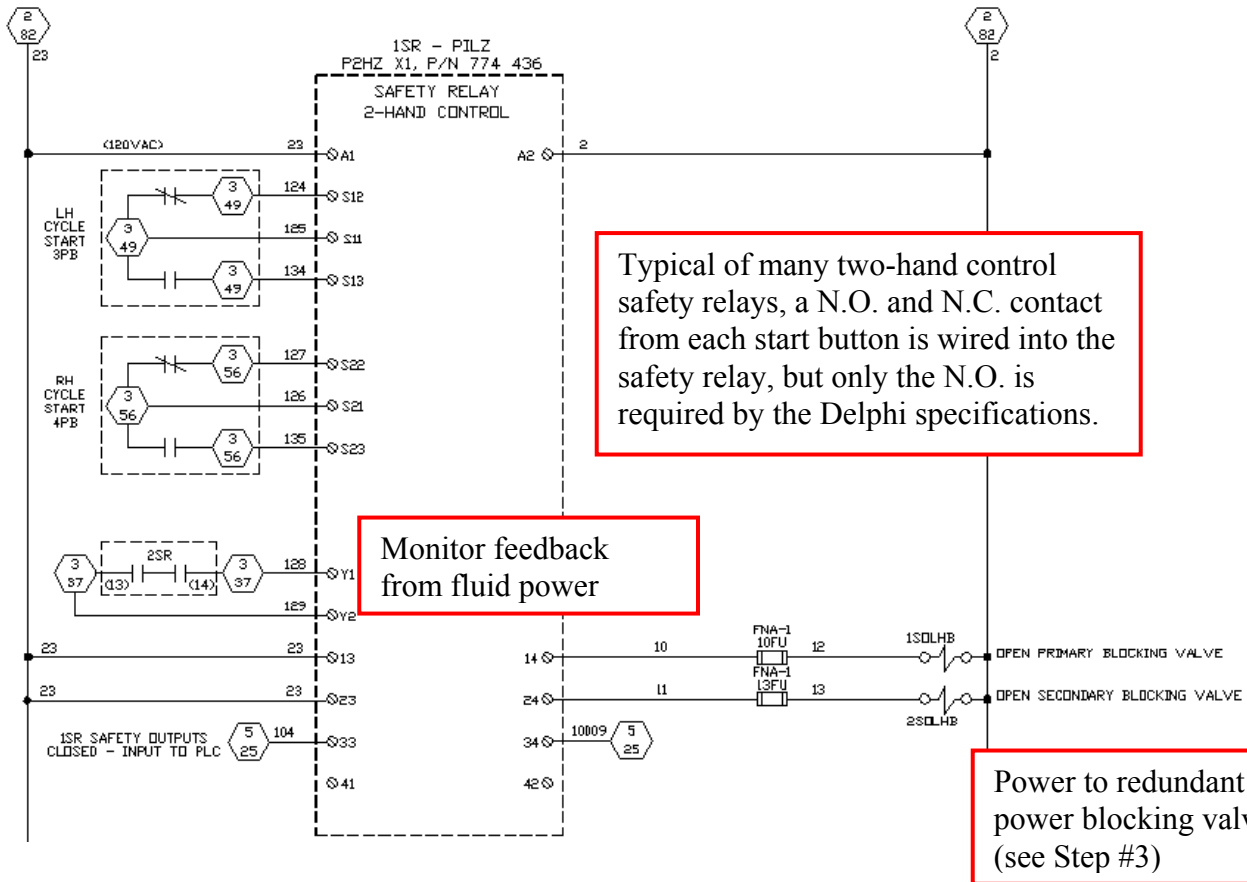 2
82
23
2
82
2
1SR - PILZ
P2HZ X1, P/N 774 436
SAFETY RELAY
2-HAND CONTROL
(120VAC)
23
A1
A2
2
LH
CYCLE
START
3PB
3
49
124
S12
3
49
125
S11
3
49
134
S13
Typical of many two-hand control
safety relays, a N.O. and N.C. contact
from each start button is wired into the
safety relay, but only the N.O. is
required by the Delphi specifications.
RH
CYCLE
START
4PB
3
56
127
S22
3
56
126
S21
3
56
135
S23
Monitor feedback
from fluid power
3
37
2SR
(13)
(14)
3
37
128
Y1
129
Y2
23
23
13
14
10
FNA-1
10FU
12
1SOLHB
OPEN PRIMARY BLOCKING VALVE
23
23
23
24
11
FNA-1
13FU
13
2SOLHB
OPEN SECONDARY BLOCKING VALVE
1SR SAFETY OUTPUTS
CLOSED - INPUT TO PLC
5
25
104
33
34
10D09
5
25
41
42
Power to redundant
power blocking valv
(see Step #3)